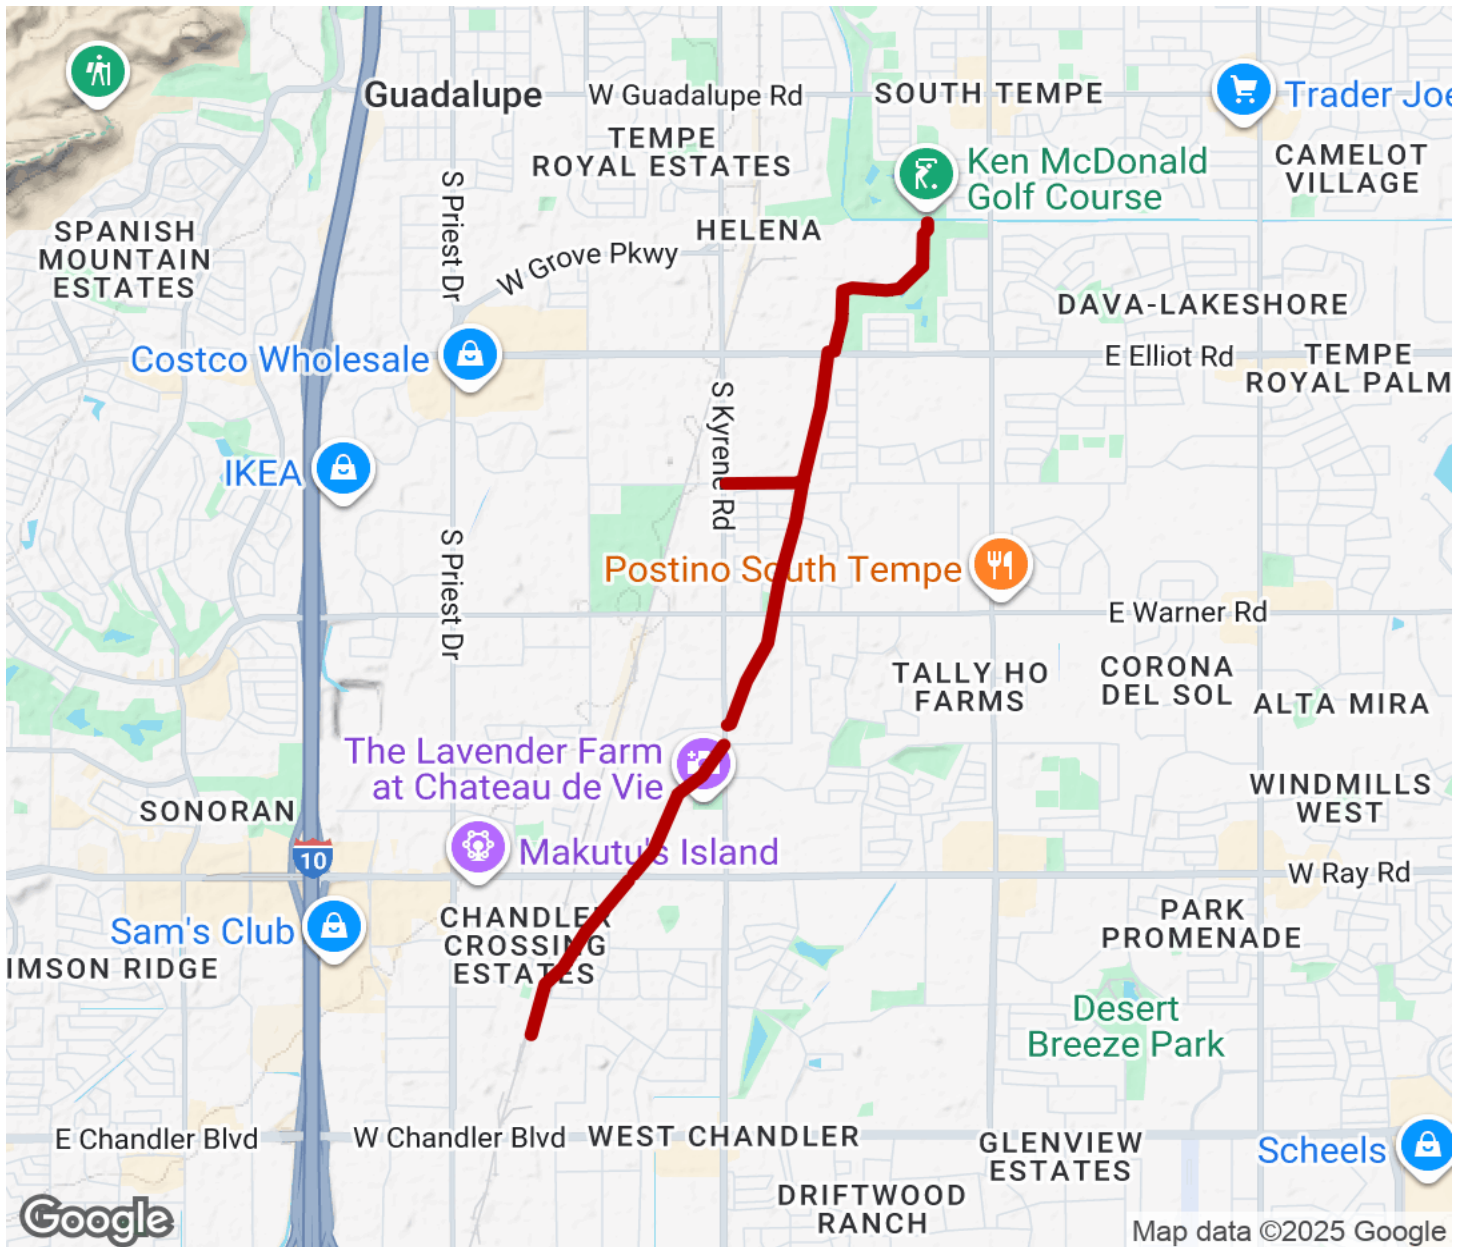 Guadalupe
W Guadalupe Rd
SOUTH TEMPE
Trader Joe
TEMPE
ROYAL ESTATES
Ken McDonald
Golf Course
CAMELOT
VILLAGE
S Priest Dr
SPANISH
MOUNTAIN
ESTATES
HELENA
W Grove Pkwy
DAVA-LAKESHORE
Costco Wholesale
E Elliot Rd
TEMPE
ROYAL PALM
S Kyrene Rd
IKEA
S Priest Dr
Postino South Tempe
E Warner Rd
TALLY HO
FARMS
CORONA
DEL SOL
ALTA MIRA
The Lavender Farm
at Chateau de Vie
WINDMILLS
WEST
SONORAN
10
Makutu's Island
W Ray Rd
Sam's Club
CHANDLER
CROSSING
ESTATES
PARK
PROMENADE
IMSON RIDGE
Desert
Breeze Park
E Chandler Blvd
W Chandler Blvd
WEST CHANDLER
GLENVIEW
ESTATES
Scheels
DRIFTWOOD
RANCH
Google
Map data ©2025 Google